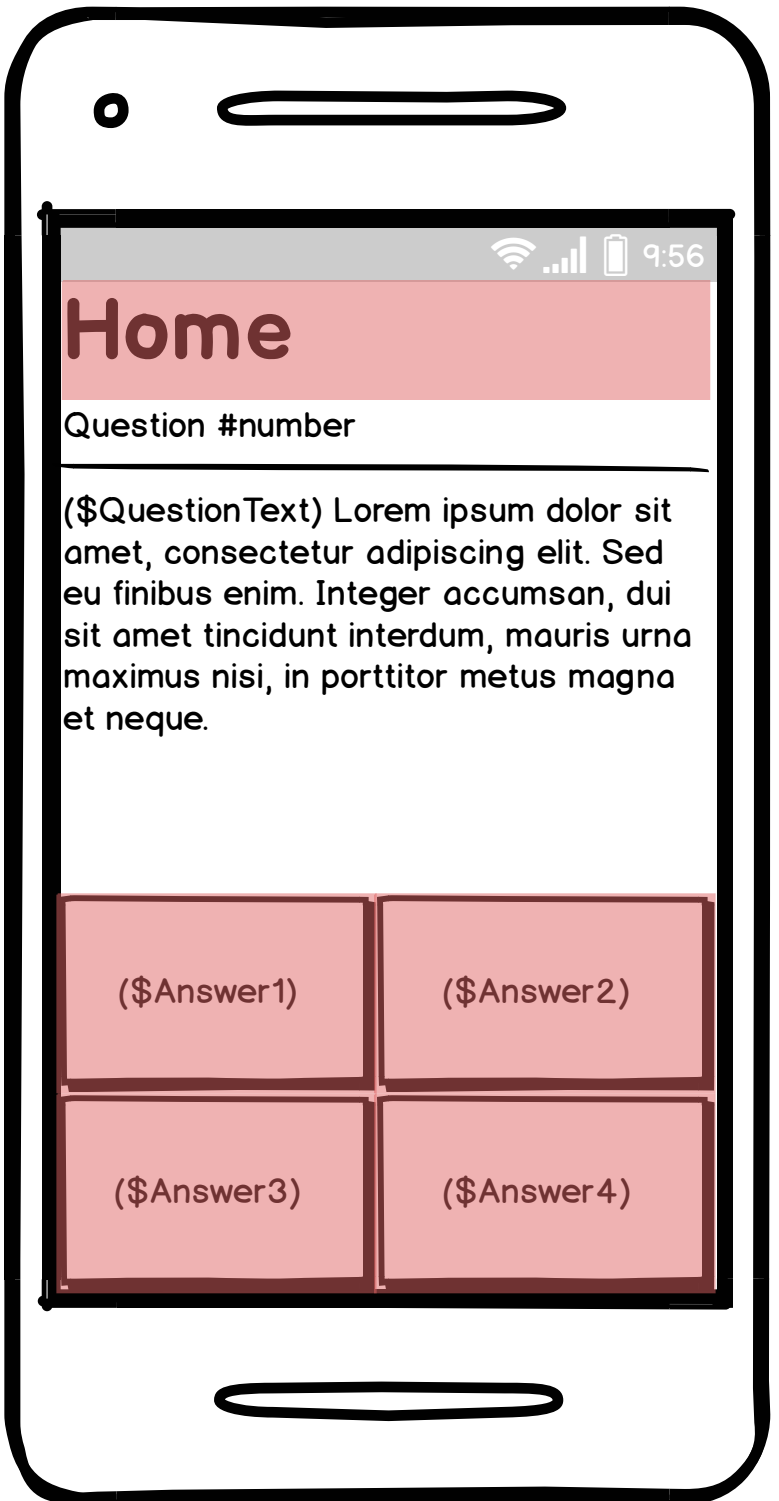 9:56
Home
Question #number
($QuestionText) Lorem ipsum dolor sit
amet, consectetur adipiscing elit. Sed
eu finibus enim. Integer accumsan, dui
sit amet tincidunt interdum, mauris urna
maximus nisi, in porttitor metus magna
et neque.
($Answer1) ($Answer2)
($Answer3) ($Answer4)